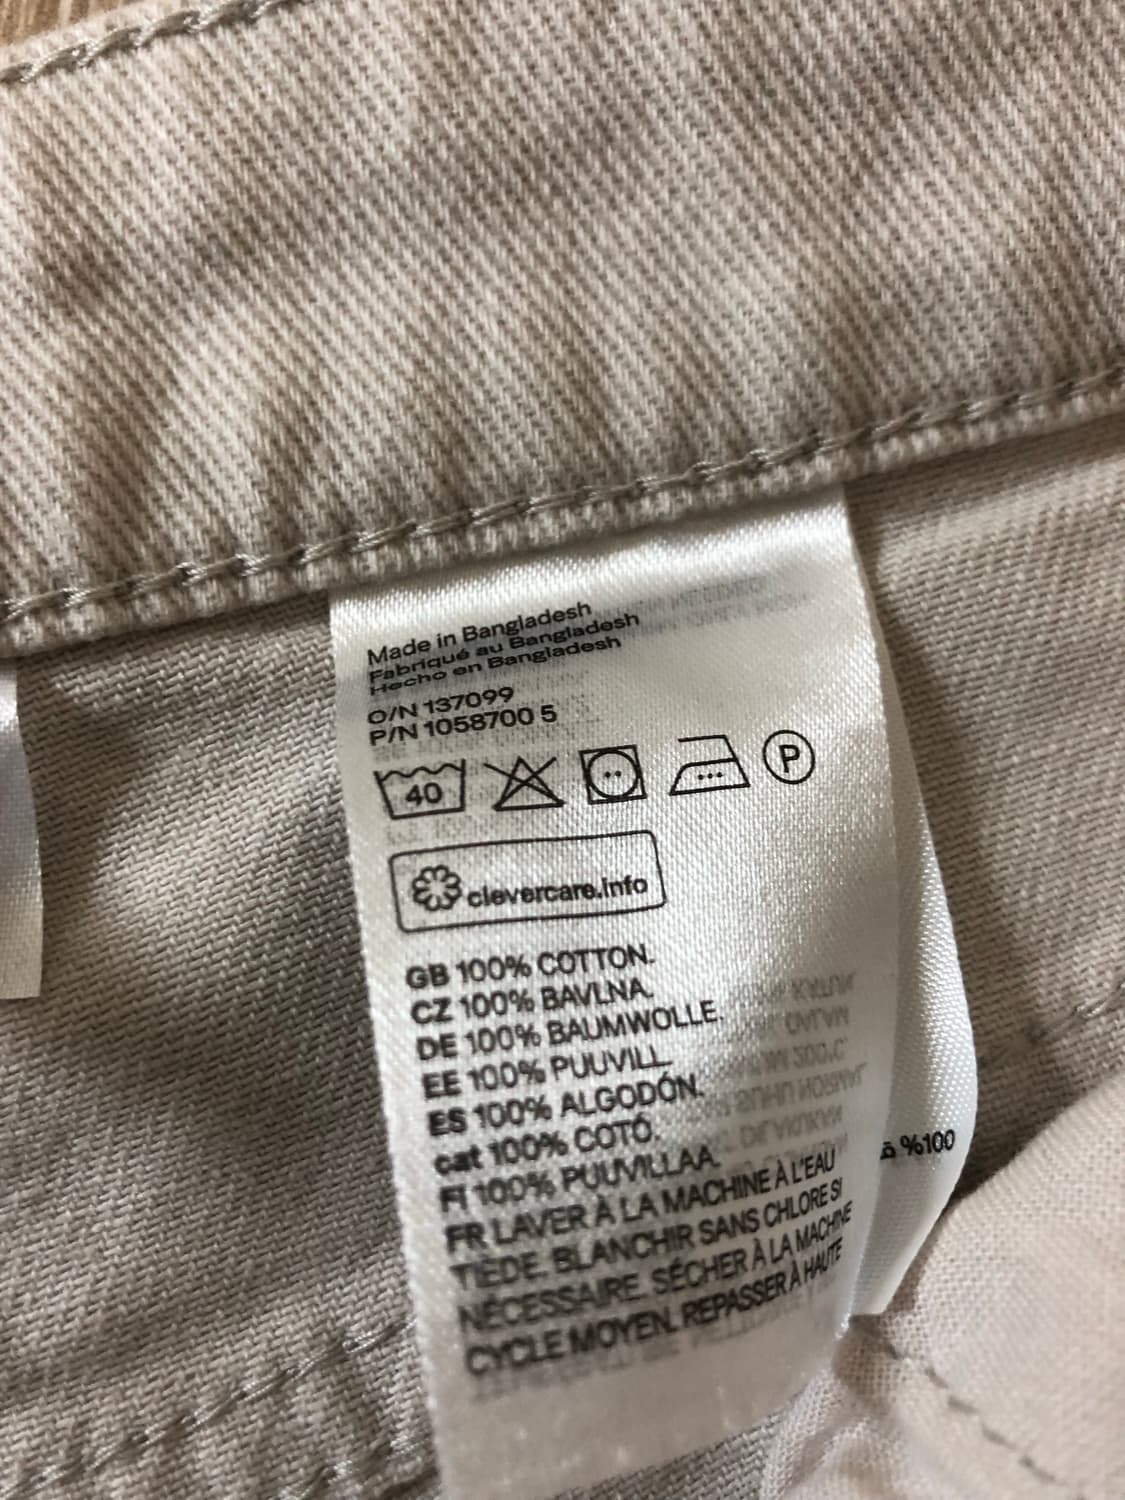 Made in Bangladesh
Fabriqué au Bangladesh
Hecho en Bangladesh
O/N 137099
P/N 1058700 5
40
P
clevercare.info
GB 100% COTTON.
CZ 100% BAVLNA.
DE 100% BAUMWOLLE.
EE 100% PUUVILL.
ES 100% ALGODÓN.
cat 100% COTÓ.
FI 100% PUUVILLAA.
FR LAVER À LA MACHINE À L'EAU
TIÈDE. BLANCHIR SANS CHLORE SI
NÉCESSAIRE. SÉCHER À LA MACHINE
CYCLE MOYEN. REPASSER À HAUTE
%100